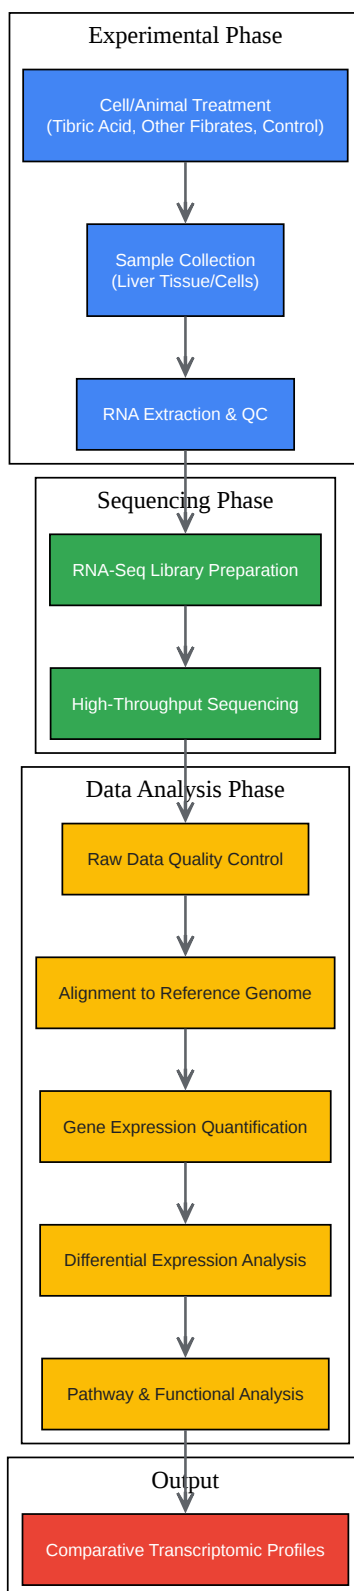 Experimental Phase
Cell/Animal Treatment
(Tibric Acid, Other Fibrates, Control)
Sample Collection
(Liver Tissue/Cells)
RNA Extraction & QC
Sequencing Phase
RNA-Seq Library Preparation
High-Throughput Sequencing
Data Analysis Phase
Raw Data Quality Control
Alignment to Reference Genome
Gene Expression Quantification
Differential Expression Analysis
Pathway & Functional Analysis
Output
Comparative Transcriptomic Profiles